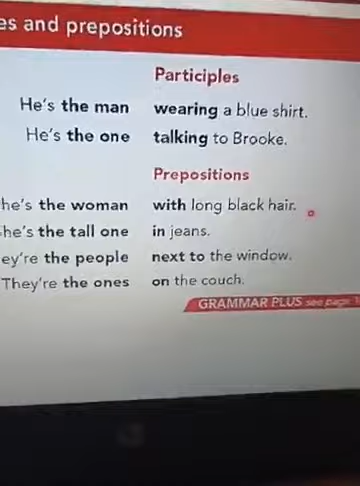 es and prepositions
Participles
He's the man wearing a blue shirt.
He's the one talking to Brooke.
Prepositions
he's the woman with long black hair.
he's the tall one in jeans.
ey're the people next to the window.
They're the ones on the couch.
GRAMMAR PLUS see page